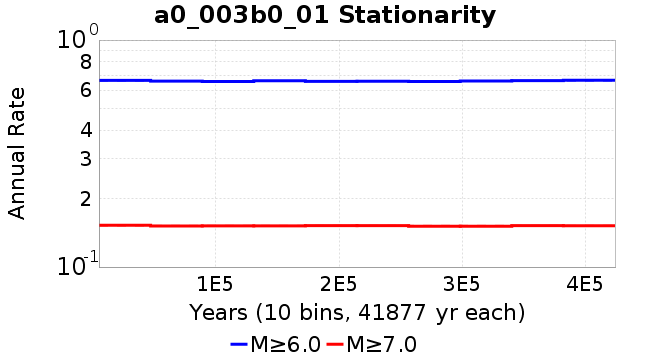 a0_003b0_01 Stationarity
10^0
8
6
4
3
2
10^-1
Annual Rate
1E5 2E5 3E5 4E5
Years (10 bins, 41877 yr each)
M≥6.0 M≥7.0